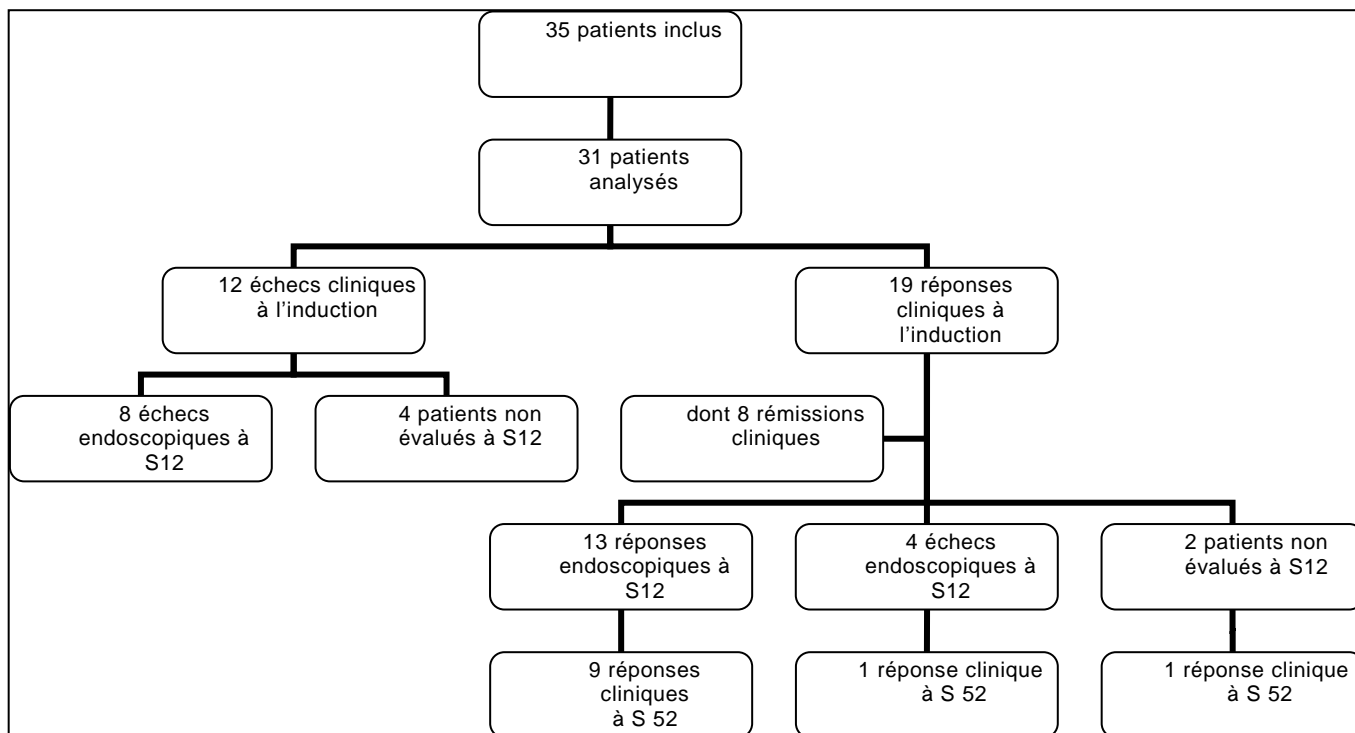 35 patients inclus
31 patients
analysés
12 échecs cliniques
à l'induction
19 réponses
cliniques à
l'induction
8 échecs
endoscopiques à
S12
4 patients non
évalués à S12
dont 8 rémissions
cliniques
13 réponses
endoscopiques à
S12
4 échecs
endoscopiques à
S12
2 patients non
évalués à S12
9 réponses
cliniques
à S 52
1 réponse clinique
à S 52
1 réponse clinique
à S 52